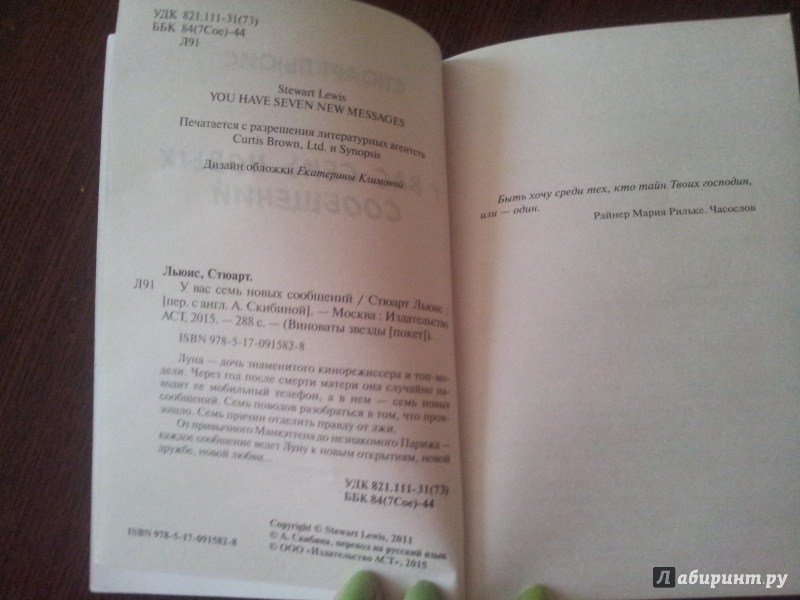 УДК 821.111-31(73)
ББК 84(7Сое)-44
Л91
Stewart Lewis
YOU HAVE SEVEN NEW MESSAGES
Печатается с разрешения литературных агентств
Curtis Brown, Ltd. и Synopsis
Дизайн обложки Екатерины Климовой
Льюис, Стюарт.
Л91 У вас семь новых сообщений / Стюарт Льюис ;
[пер. с англ. А. Скибиной]. — Москва : Издательство
АСТ, 2015. — 288 с. — (Виноваты звезды [покет]).
ISBN 978-5-17-091582-8
Луна — дочь знаменитого кинорежиссера и топ-мо-
дели. Через год после смерти матери она случайно на-
ходит ее мобильный телефон, а в нем — семь новых
сообщений. Семь поводов разобраться в том, что прои-
зошло. Семь причин отделить правду от лжи.
От привычного Манхэттена до незнакомого Парижа —
каждое сообщение ведет Луну к новым открытиям, новой
дружбе, новой любви...
УДК 821.111-31(73)
ББК 84(7Сое)-44
Copyright © Stewart Lewis, 2011
© А. Скибина, перевод на русский язык
ISBN 978-5-17-091582-8 © ООО «Издательство АСТ», 2015
Быть хочу среди тех, кто тайн Твоих господин,
или — один.
Райнер Мария Рильке. Часослов
Лабиринт.ру